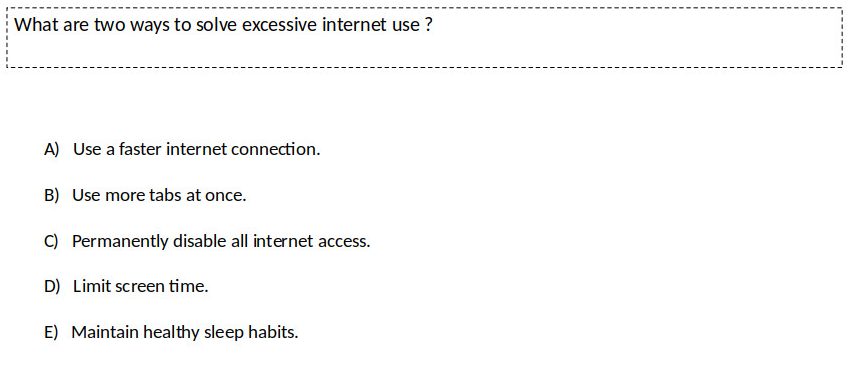 What are two ways to solve excessive internet use ?
A) Use a faster internet connection.
B) Use more tabs at once.
C) Permanently disable all internet access.
D) Limit screen time.
E) Maintain healthy sleep habits.